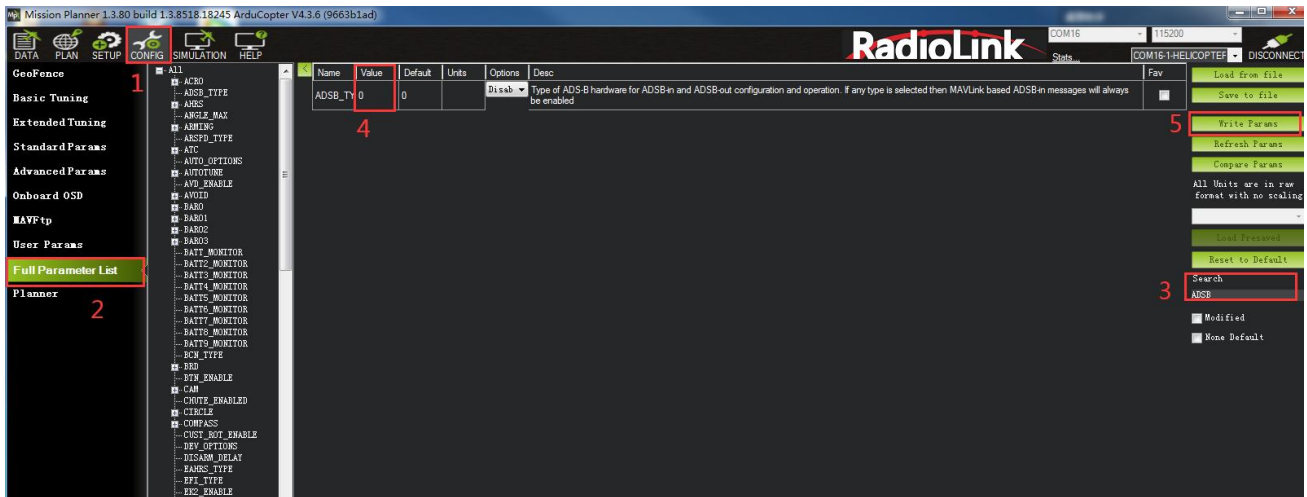 Mission Planner 1.3.80 build 1.3.8518.18245 ArduCopter V4.3.6 (9663b1ad)
DATA PLAN SETUP CONFIG SIMULATION HELP
RadioLink
COM16 115200
Stats... COM16-1-HELICOPTER DISCONNECT
1
GeoFence
Basic Tuning
Extended Tuning
Standard Params
Advanced Params
Onboard OSD
MAVFtp
User Params
Full Parameter List
Planner
2
All
ACRO
ADSB_TYPE
AHRS
ANGLE_MAX
ARMING
ARSPD_TYPE
ATC
AUTO_OPTIONS
AUTOTUNE
AVD_ENABLE
AVOID
BARO
BARO1
BARO2
BARO3
BATT_MONITOR
BATT2_MONITOR
BATT3_MONITOR
BATT4_MONITOR
BATT5_MONITOR
BATT6_MONITOR
BATT7_MONITOR
BATT8_MONITOR
BATT9_MONITOR
BCN_TYPE
BRD
BTN_ENABLE
CAM
CHUTE_ENABLED
CIRCLE
COMPASS
CUST_ROT_ENABLE
DEV_OPTIONS
DISARM_DELAY
EAHRS_TYPE
EFI_TYPE
EK2_ENABLE
Name Value Default Units Options Desc Fav
ADSB_TY 0 0 Disab Type of ADS-B hardware for ADSB-in and ADSB-out configuration and operation. If any type is selected then MAVLink based ADSB-in messages will always
be enabled
4
Load from file
Save to file
5 Write Params
Refresh Params
Compare Params
All Units are in raw
format with no scaling
Load Presaved
Reset to Default
Search
3 ADSB
Modified
None Default